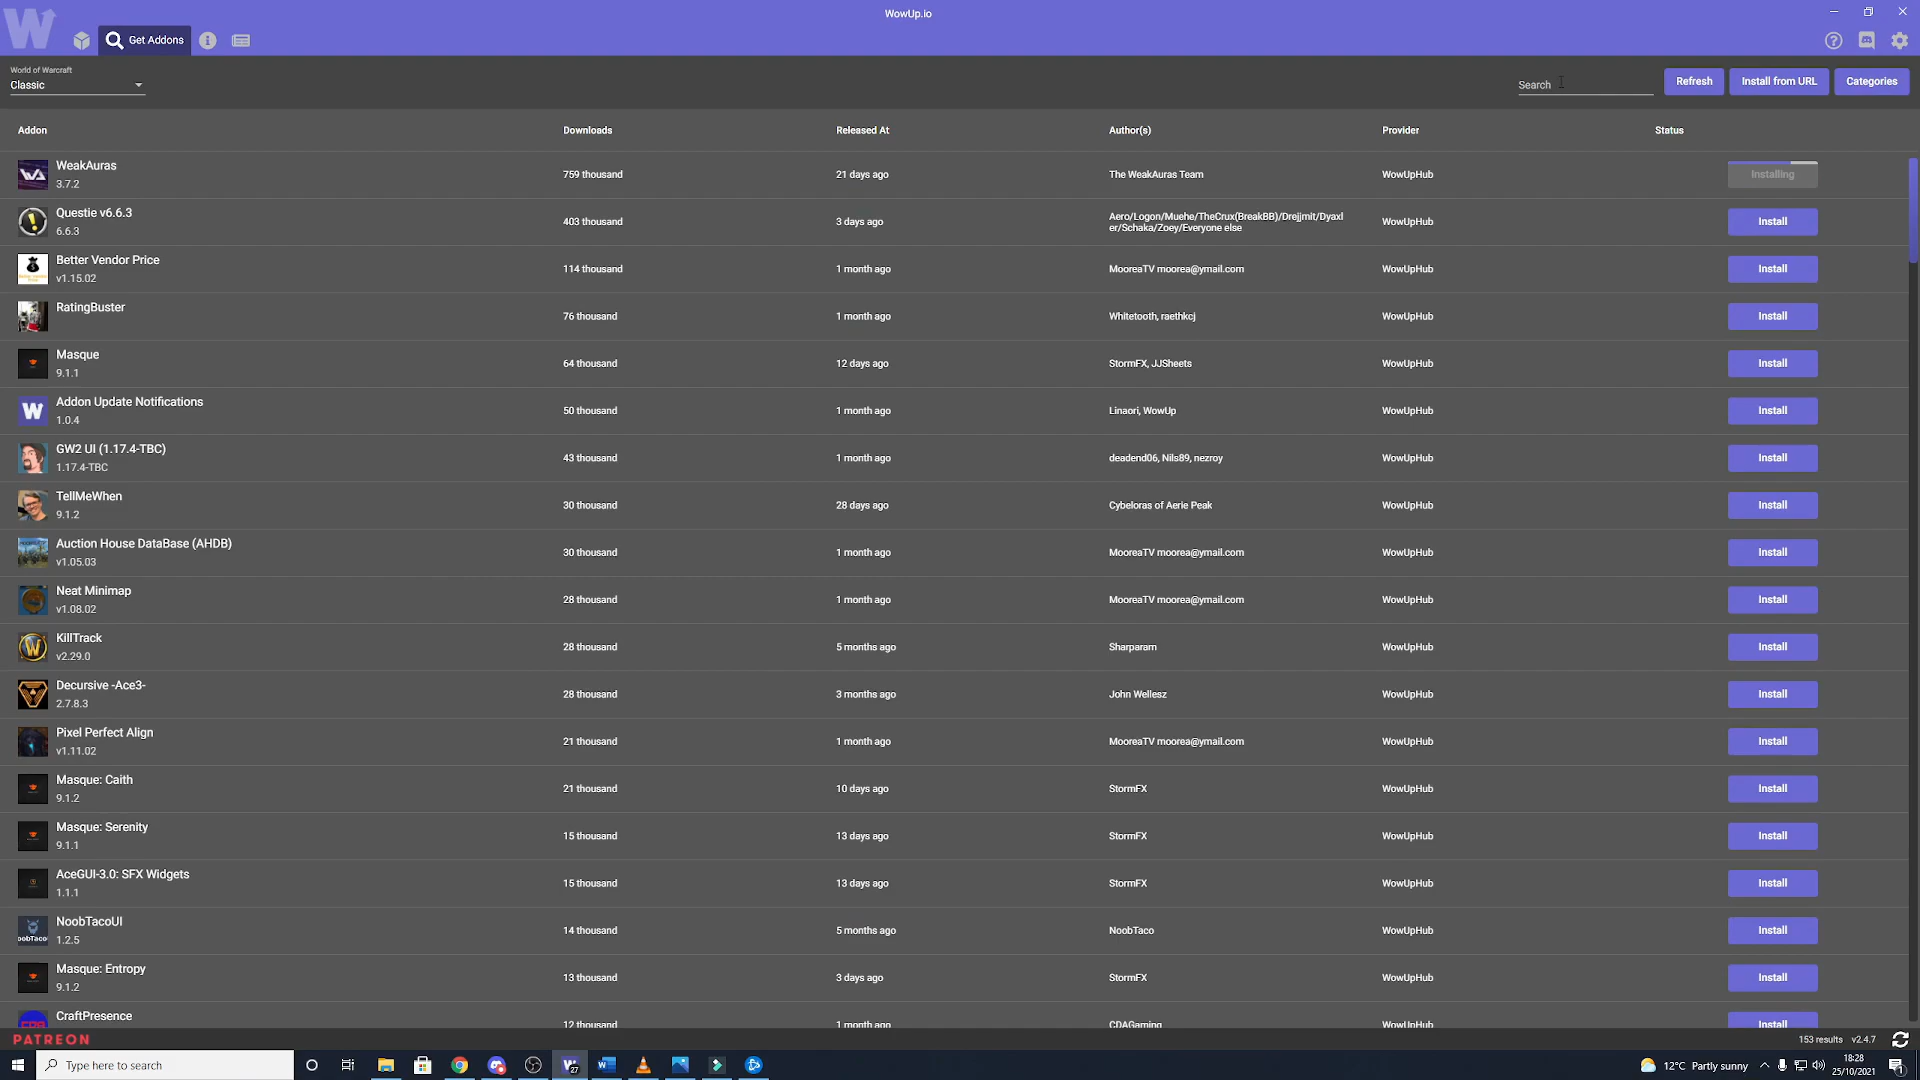 WowUp.io
Get Addons
World of Warcraft
Classic
Search
Refresh
Install from URL
Categories
Addon Downloads Released At Author(s) Provider Status
WeakAuras
3.7.2
759 thousand 21 days ago The WeakAuras Team WowUpHub Installing
Questie v6.6.3
6.6.3
403 thousand 3 days ago
Aero/Logon/Muehe/TheCrux(BreakBB)/Drejjmit/Dyaxl
er/Schaka/Zoey/Everyone else
WowUpHub Install
Better Vendor Price
v1.15.02
114 thousand 1 month ago MooreaTV moorea@ymail.com WowUpHub Install
RatingBuster
76 thousand 1 month ago Whitetooth, raethkcj WowUpHub Install
Masque
9.1.1
64 thousand 12 days ago StormFX, JJSheets WowUpHub Install
Addon Update Notifications
1.0.4
50 thousand 1 month ago Linaori, WowUp WowUpHub Install
GW2 UI (1.17.4-TBC)
1.17.4-TBC
43 thousand 1 month ago deadend06, Nils89, nezroy WowUpHub Install
TellMeWhen
9.1.2
30 thousand 28 days ago Cybeloras of Aerie Peak WowUpHub Install
Auction House DataBase (AHDB)
v1.05.03
30 thousand 1 month ago MooreaTV moorea@ymail.com WowUpHub Install
Neat Minimap
v1.08.02
28 thousand 1 month ago MooreaTV moorea@ymail.com WowUpHub Install
KillTrack
v2.29.0
28 thousand 5 months ago Sharparam WowUpHub Install
Decursive -Ace3-
2.7.8.3
28 thousand 3 months ago John Wellesz WowUpHub Install
Pixel Perfect Align
v1.11.02
21 thousand 1 month ago MooreaTV moorea@ymail.com WowUpHub Install
Masque: Caith
9.1.2
21 thousand 10 days ago StormFX WowUpHub Install
Masque: Serenity
9.1.1
15 thousand 13 days ago StormFX WowUpHub Install
AceGUI-3.0: SFX Widgets
1.1.1
15 thousand 13 days ago StormFX WowUpHub Install
NoobTacoUI
1.2.5
14 thousand 5 months ago NoobTaco WowUpHub Install
Masque: Entropy
9.1.2
13 thousand 3 days ago StormFX WowUpHub Install
CraftPresence
12 thousand 1 month ago CDAGaming WowUpHub Install
PATREON
153 results v2.4.7
Type here to search
27
12°C Partly sunny
18:28
25/10/2021